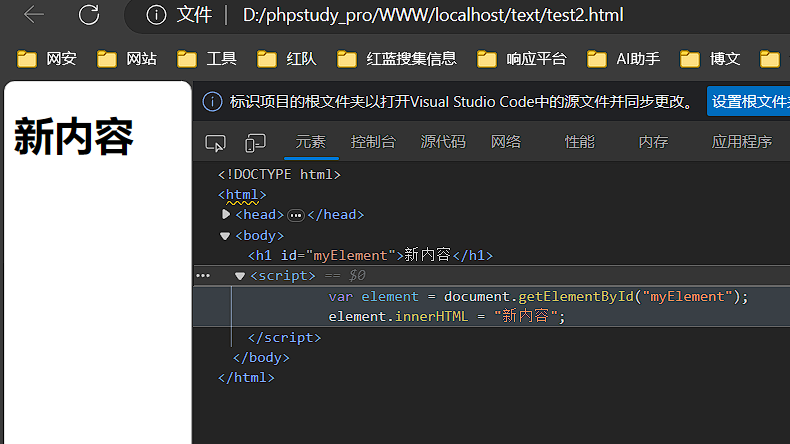 文件 D:/phpstudy_pro/WWW/localhost/text/test2.html
网安 网站 工具 红队 红蓝搜集信息 响应平台 AI助手 博文
新内容
标识项目的根文件夹以打开Visual Studio Code中的源文件并同步更改。 设置根文件夹
元素 控制台 源代码 网络 性能 内存 应用程序
<!DOCTYPE html>
<html>
<head>…</head>
<body>
<h1 id="myElement">新内容</h1>
… <script> == $0
var element = document.getElementById("myElement");
element.innerHTML = "新内容";
</script>
</body>
</html>